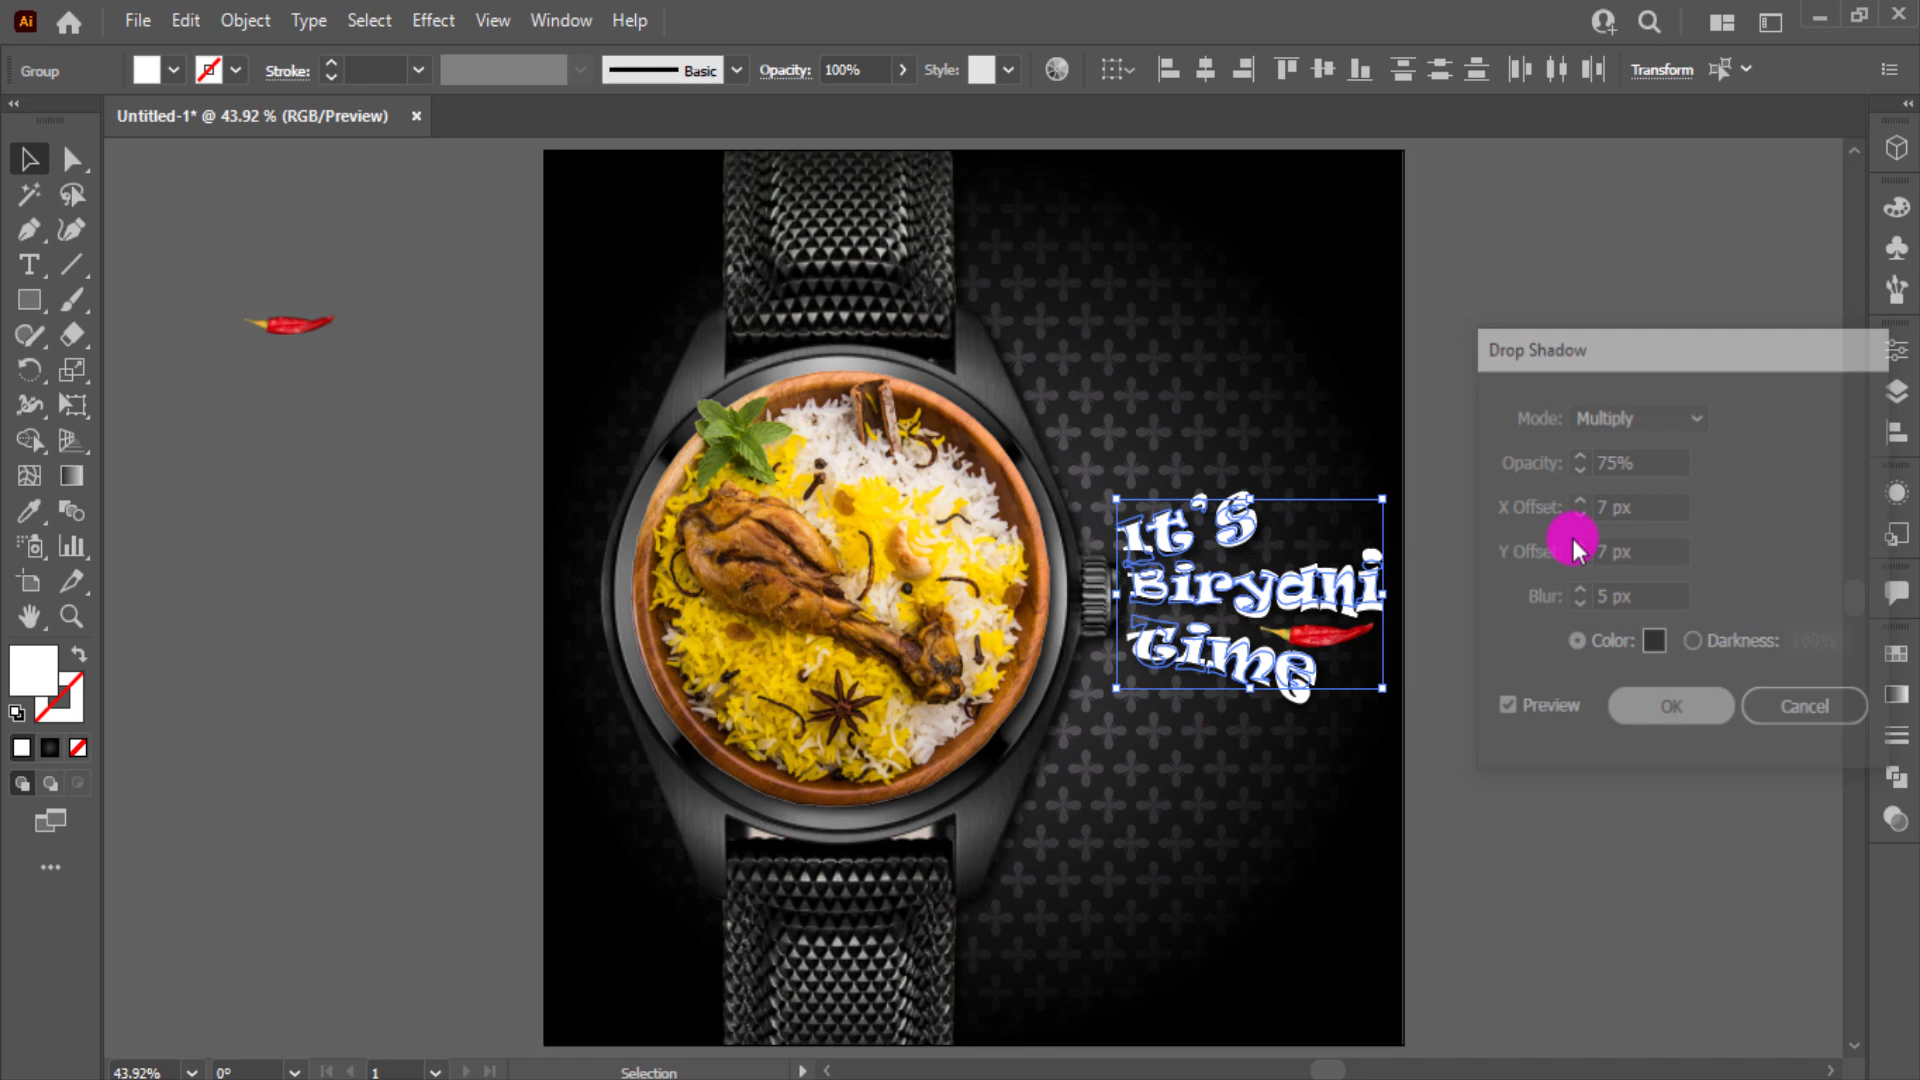 Ai File Edit Object Type Select Effect View Window Help
Group Stroke: Basic Opacity: 100% Style: Transform
Untitled-1* @ 43.92 % (RGB/Preview) ×
Drop Shadow
Mode: Multiply
Opacity: 75%
X Offset: 7 px
Y Offset: 7 px
Blur: 5 px
Color: Darkness: 100%
Preview OK Cancel
It's
Biryani
Time
43.92% 0° 1 Selection